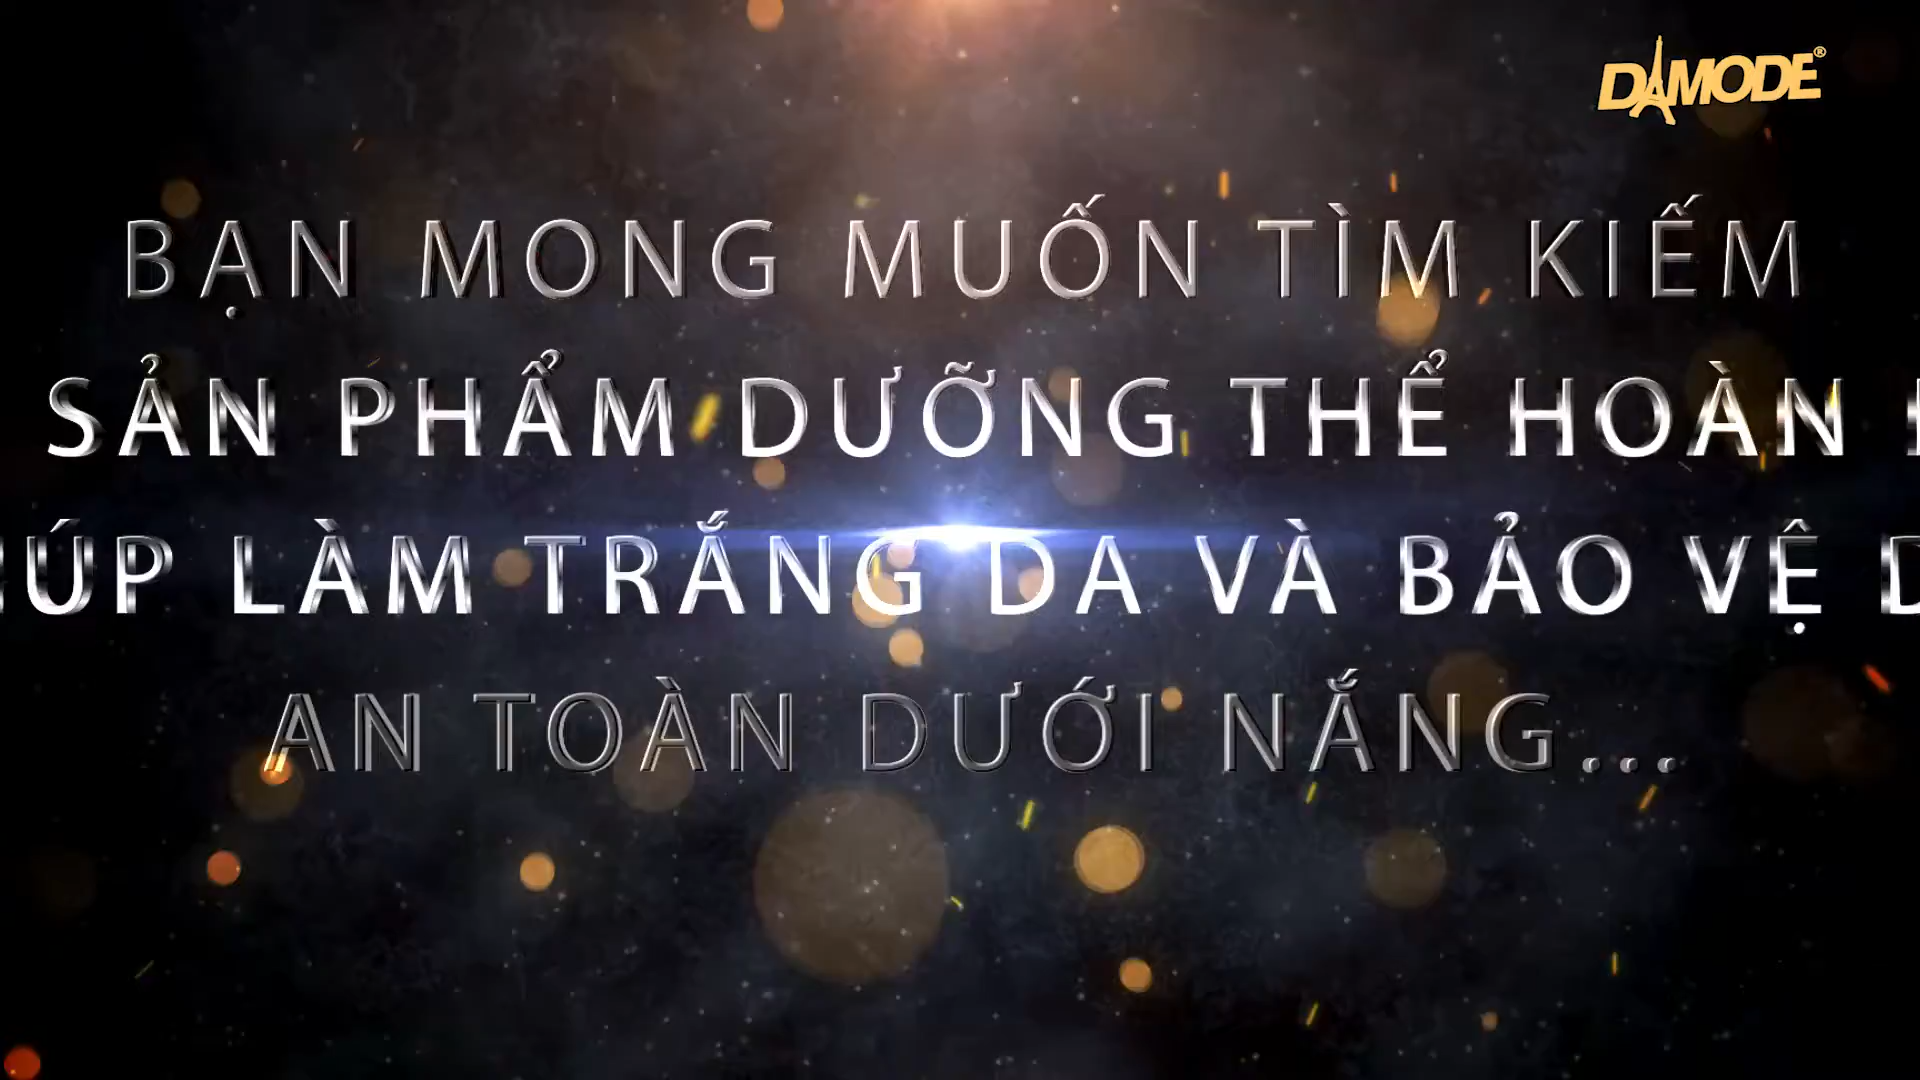 DAMODE®
BẠN MONG MUỐN TÌM KIẾM
SẢN PHẨM DƯỠNG THỂ HOÀN
ÚP LÀM TRẮNG DA VÀ BẢO VỆ D
AN TOÀN DƯỚI NẮNG...